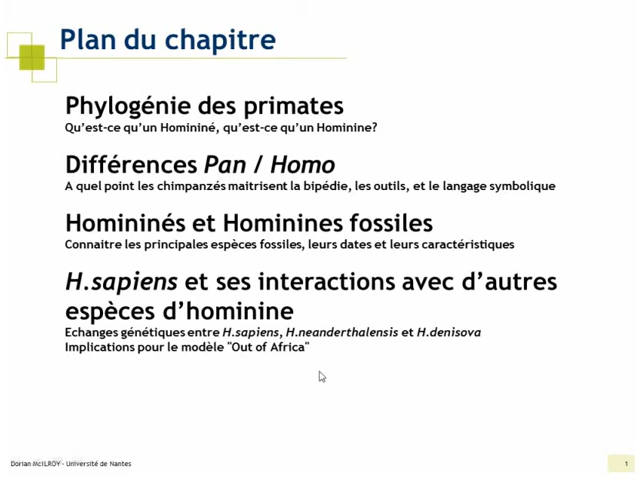 Plan du chapitre
Phylogénie des primates
Qu'est-ce qu'un Homininé, qu'est-ce qu'un Hominine?
Différences Pan / Homo
A quel point les chimpanzés maitrisent la bipédie, les outils, et le langage symbolique
Homininés et Hominines fossiles
Connaitre les principales espèces fossiles, leurs dates et leurs caractéristiques
H.sapiens et ses interactions avec d'autres
espèces d'hominine
Echanges génétiques entre H.sapiens, H.neanderthalensis et H.denisova
Implications pour le modèle "Out of Africa"
Dorian McILROY - Université de Nantes
1